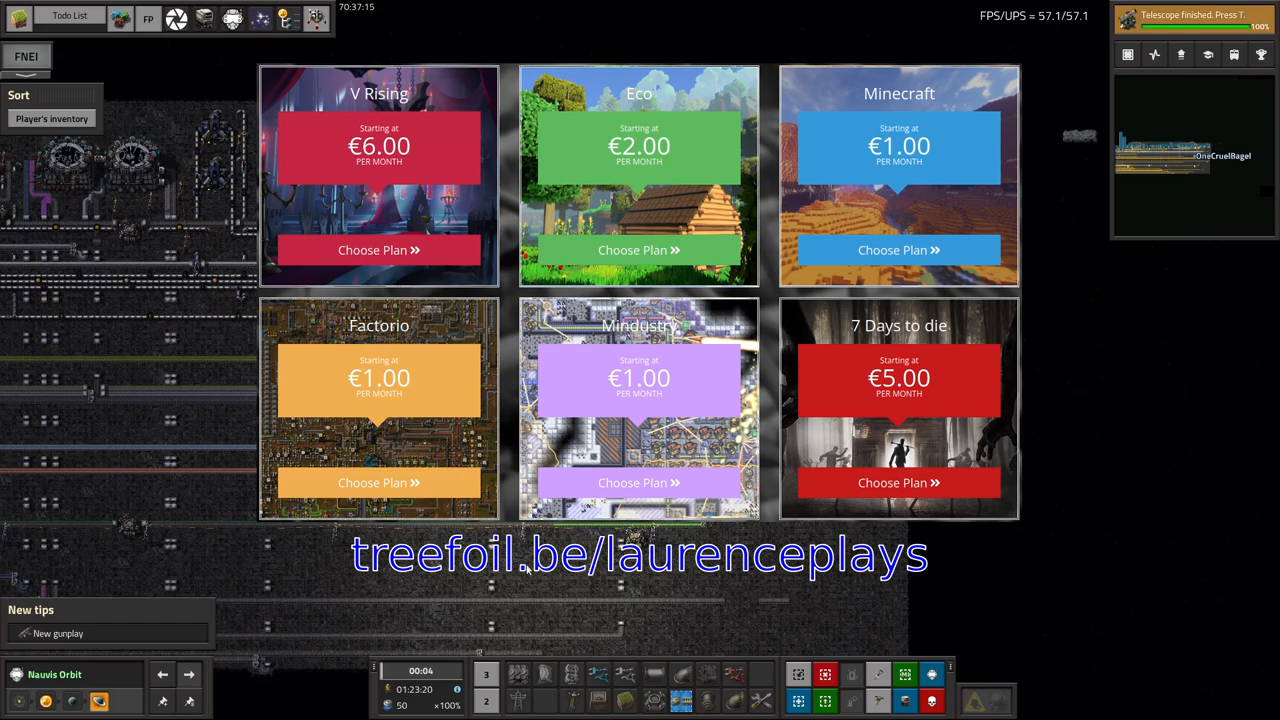 Todo List
FP
70:37:15
FPS/UPS = 57.1/57.1
Telescope finished. Press T.
100%
FNEI
Sort
Player's inventory
OneCruelBagel
V Rising
Starting at
€6.00
PER MONTH
Choose Plan »
Eco
Starting at
€2.00
PER MONTH
Choose Plan »
Minecraft
Starting at
€1.00
PER MONTH
Choose Plan »
Factorio
Starting at
€1.00
PER MONTH
Choose Plan »
Mindustry
Starting at
€1.00
PER MONTH
Choose Plan »
7 Days to die
Starting at
€5.00
PER MONTH
Choose Plan »
treefoil.be/laurenceplays
New tips
New gunplay
Nauvis Orbit
00:04
01:23:20
50 ×100%
3
2